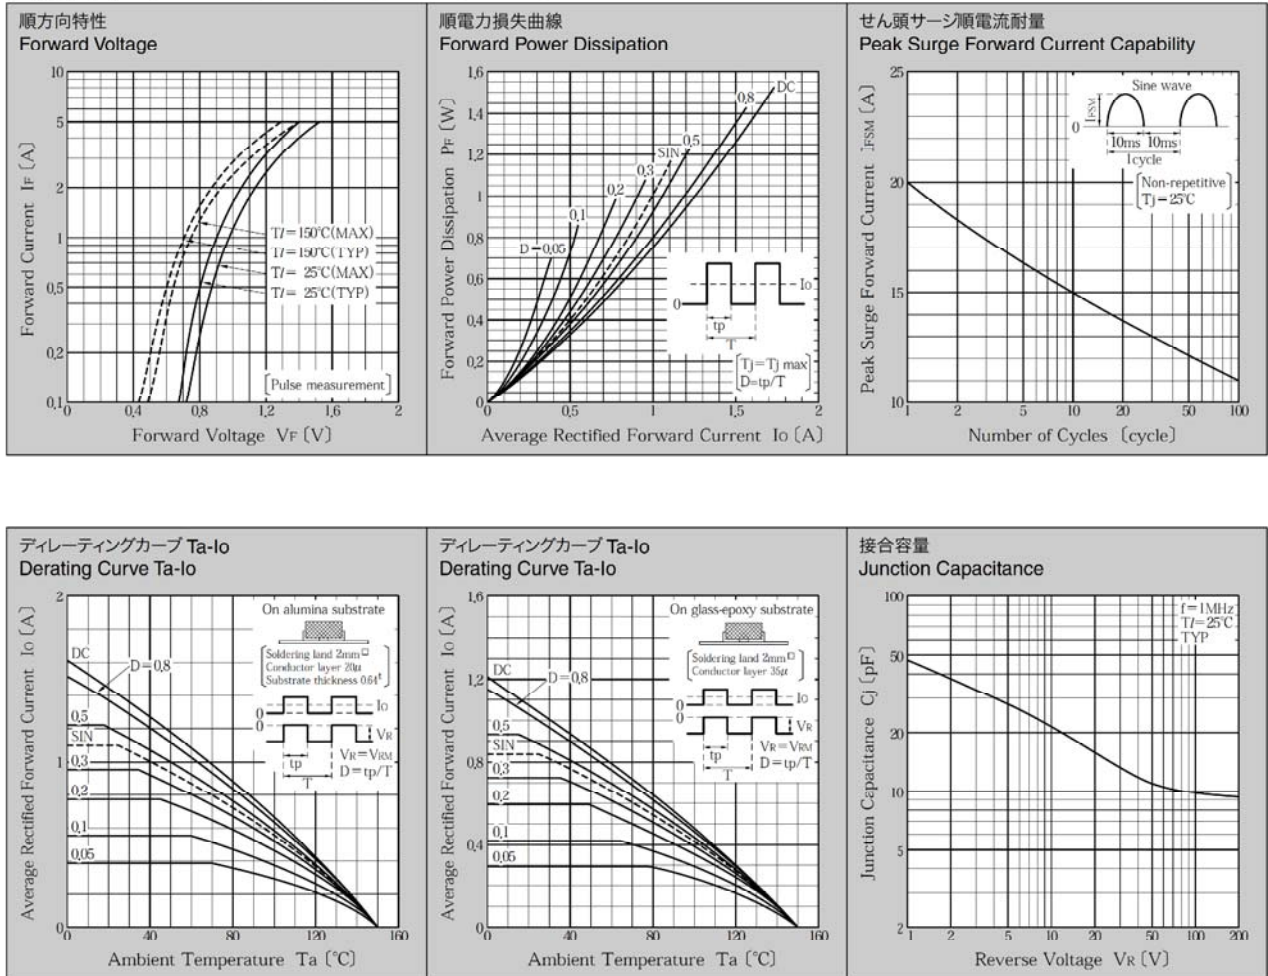 順方向特性
Forward Voltage
10
5
2
1
0,5
0,2
0,1
Forward Current IF [A]
Tl=150℃(MAX)
Tl=150℃(TYP)
Tl= 25℃(MAX)
Tl= 25℃(TYP)
[Pulse measurement]
0 0,4 0,8 1,2 1,6 2
Forward Voltage VF [V]
順電力損失曲線
Forward Power Dissipation
1,6
1,4
1,2
1
0,8
0,6
0,4
0,2
0
Forward Power Dissipation PF [W]
DC
0,8
0,5
SIN
0,3
0,2
0,1
D=0,05
Io
0
tp
T
Tj=Tj max
D=tp/T
0 0,5 1 1,5 2
Average Rectified Forward Current Io [A]
せん頭サージ順電流耐量
Peak Surge Forward Current Capability
25
20
15
10
Peak Surge Forward Current IFSM [A]
Sine wave
IFSM
0
10ms 10ms
1cycle
Non-repetitive
Tj=25℃
1 2 5 10 20 50 100
Number of Cycles [cycle]
ディレーティングカーブ Ta-Io
Derating Curve Ta-Io
2
1
0
Average Rectified Forward Current Io [A]
DC
D=0,8
0,5
SIN
0,3
0,2
0,1
0,05
On alumina substrate
Soldering land 2mm□
Conductor layer 20μ
Substrate thickness 0.64t
0
Io
0
VR
tp
T
VR=VRM
D=tp/T
0 40 80 120 160
Ambient Temperature Ta [℃]
ディレーティングカーブ Ta-Io
Derating Curve Ta-Io
1,6
1,2
0,8
0,4
0
Average Rectified Forward Current Io [A]
DC
D=0,8
0,5
SIN
0,3
0,2
0,1
0,05
On glass-epoxy substrate
Soldering land 2mm□
Conductor layer 35μ
0
Io
0
VR
tp
T
VR=VRM
D=tp/T
0 40 80 120 160
Ambient Temperature Ta [℃]
接合容量
Junction Capacitance
100
50
20
10
5
2
Junction Capacitance Cj [pF]
f=1MHz
Tl=25℃
TYP
1 2 5 10 20 50 100 200
Reverse Voltage VR [V]